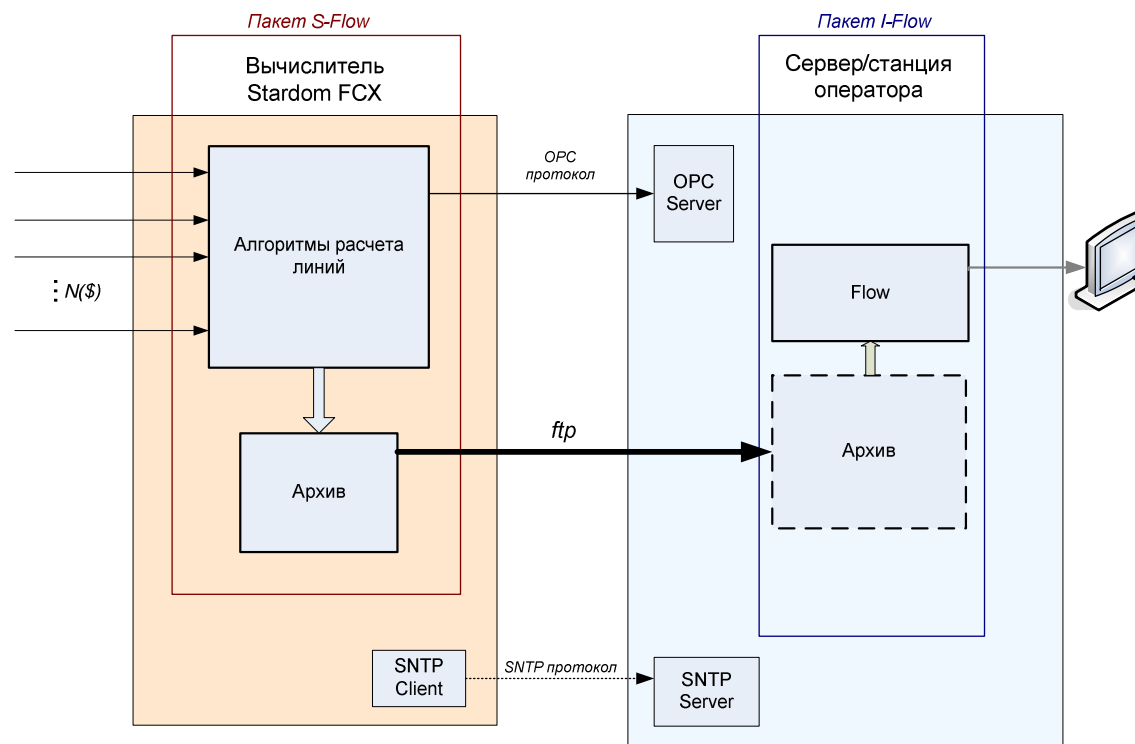 Пакет S-Flow
Пакет I-Flow
Вычислитель
Stardom FCX
Сервер/станция
оператора
OPC
протокол
OPC
Server
Алгоритмы расчета
линий
⋮ N($)
Flow
ftp
Архив
Архив
SNTP
Client
SNTP протокол
SNTP
Server